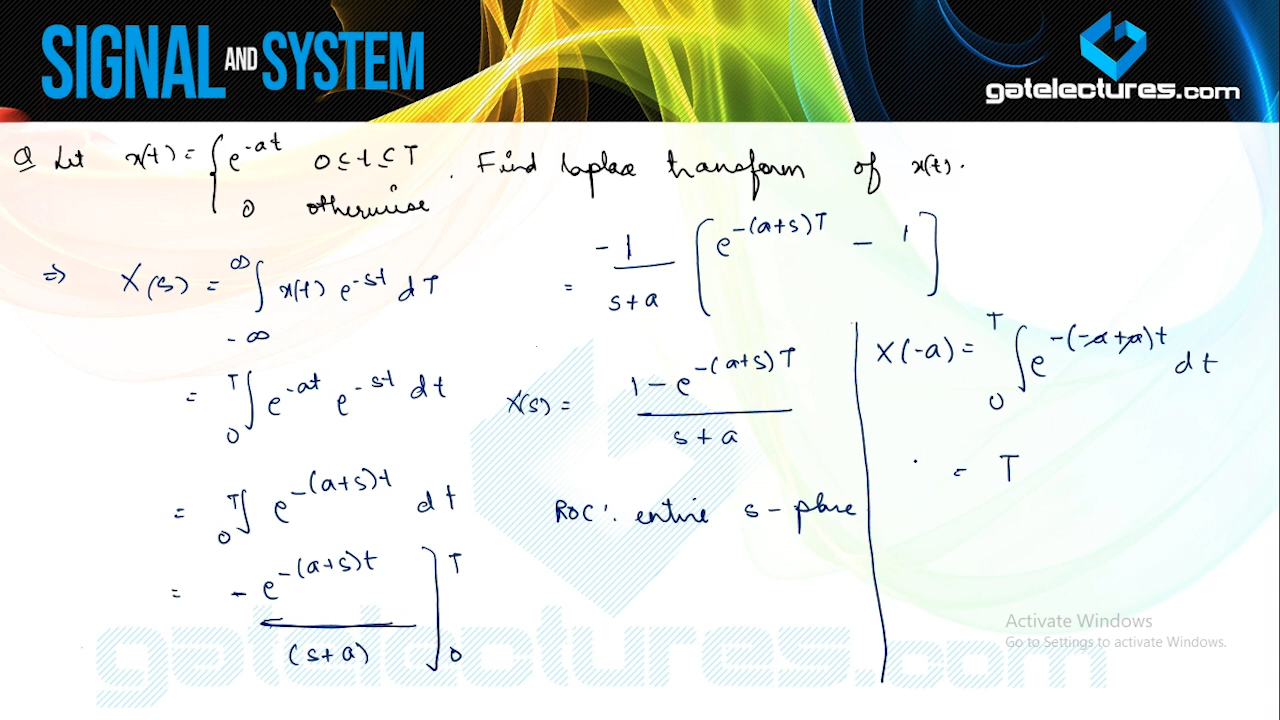 SIGNAL AND SYSTEM
gatelectures.com
Q Let x(t) = { e^{-at} 0 ≤ t ≤ T
0 otherwise
. Find laplace transform of x(t).
⇒ X(s) = ∫_{-∞}^{∞} x(t) e^{-st} dT
= ∫_0^T e^{-at} e^{-st} dt
= ∫_0^T e^{-(a+s)t} dt
= - e^{-(a+s)t} / (s+a) ]_0^T
= -1/(s+a) [ e^{-(a+s)T} - 1 ]
X(s) = (1 - e^{-(a+s)T}) / (s+a)
ROC: entire s-plane
X(-a) = ∫_0^T e^{-(-a+a)t} dt
= T
Activate Windows
Go to Settings to activate Windows.
gatelectures.com